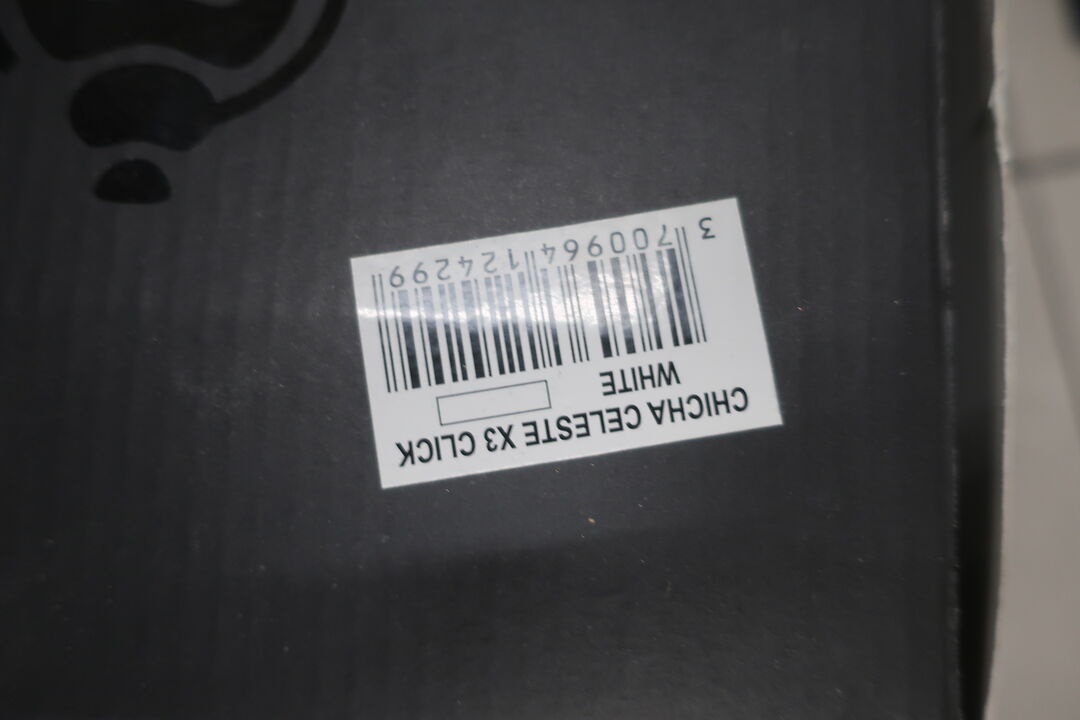 CHICHA CELESTE X3 CLICK
WHITE
3 700964 124299